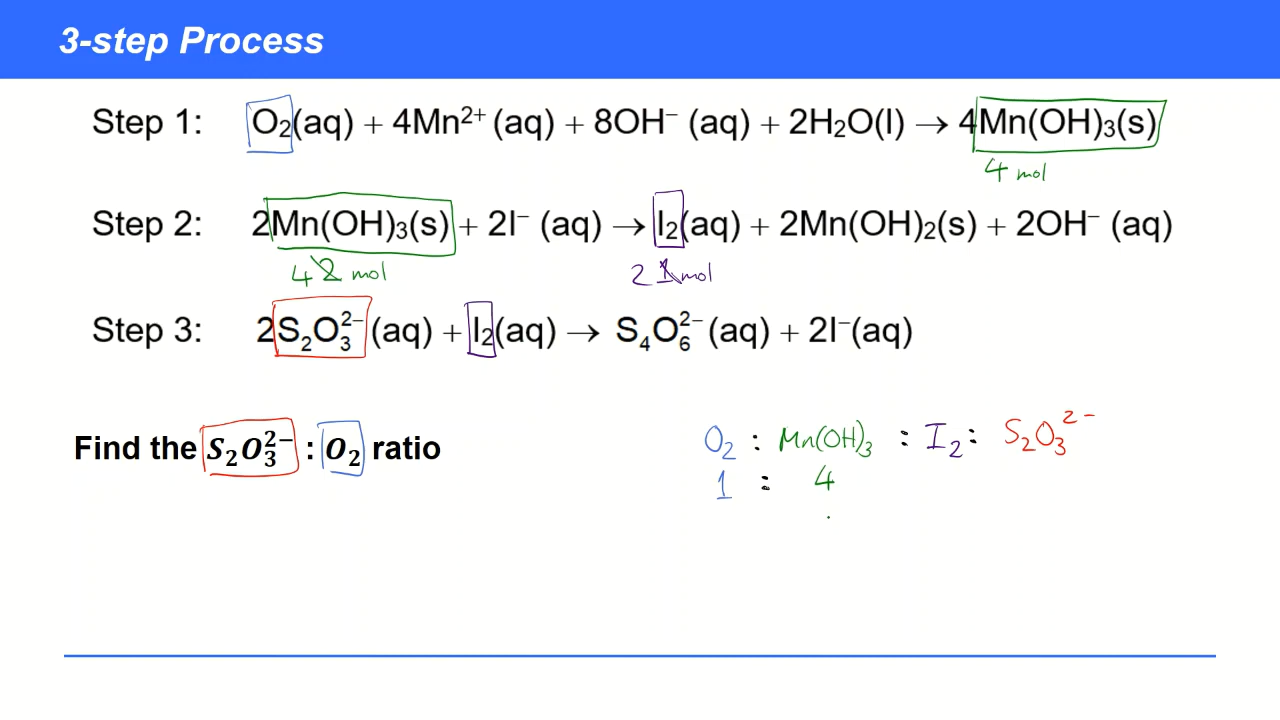 3-step Process
Step 1: O₂(aq) + 4Mn²⁺ (aq) + 8OH⁻ (aq) + 2H₂O(l) → 4Mn(OH)₃(s)
4 mol
Step 2: 2Mn(OH)₃(s) + 2I⁻ (aq) → I₂(aq) + 2Mn(OH)₂(s) + 2OH⁻ (aq)
4 2 mol 2 1 mol
Step 3: 2S₂O₃²⁻ (aq) + I₂(aq) → S₄O₆²⁻ (aq) + 2I⁻(aq)
Find the S₂O₃²⁻ : O₂ ratio
O₂ : Mn(OH)₃ : I₂ : S₂O₃²⁻
1 : 4